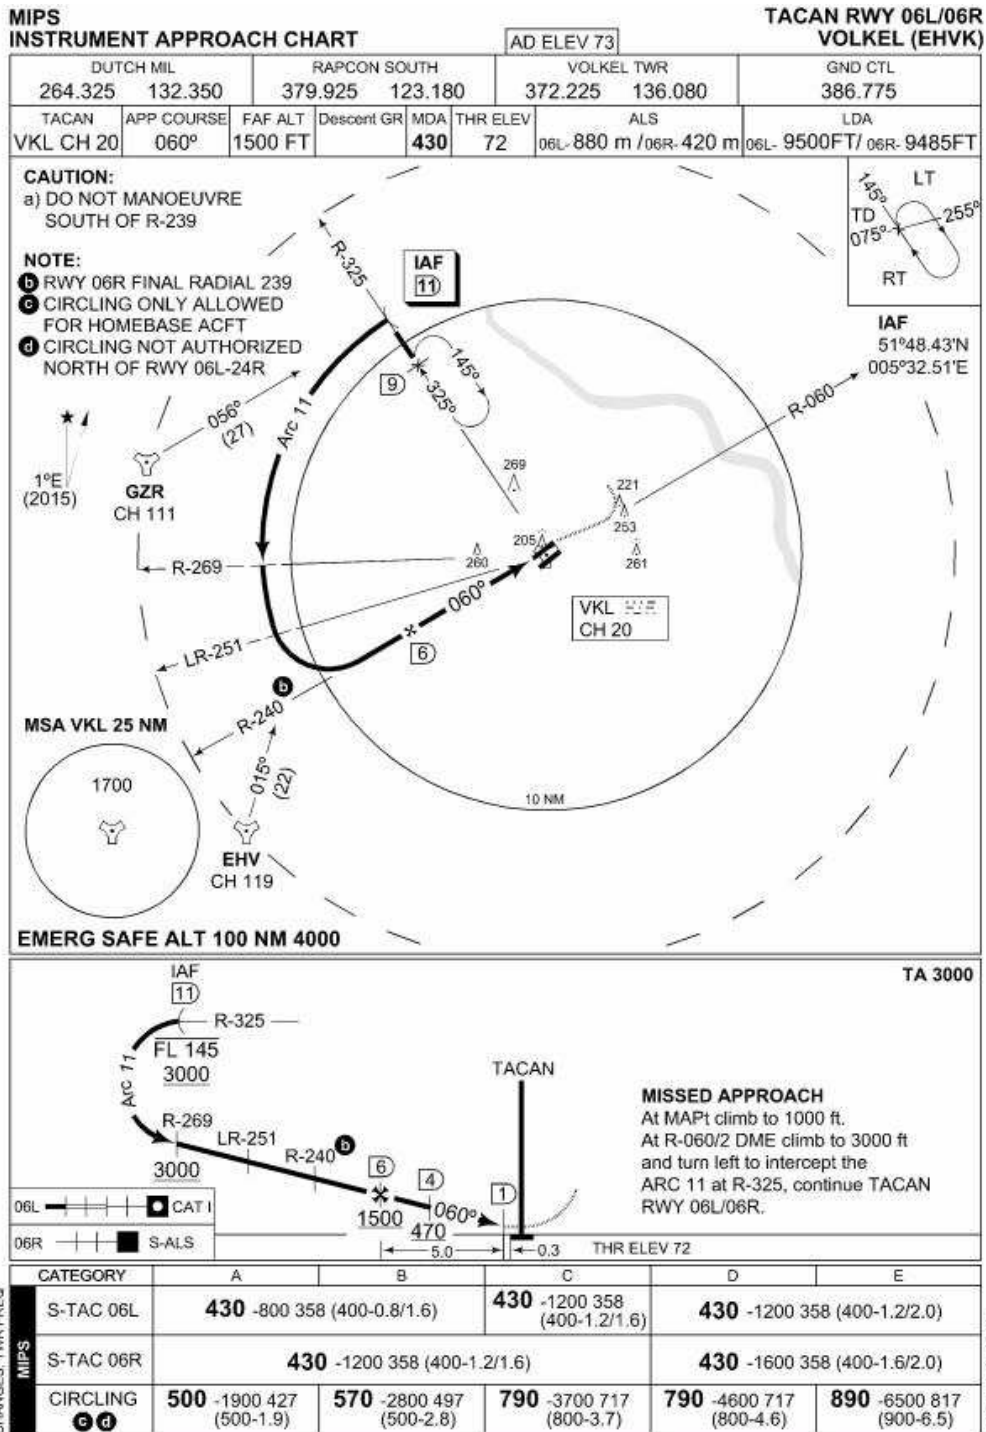 MIPS
INSTRUMENT APPROACH CHART
AD ELEV 73
TACAN RWY 06L/06R
VOLKEL (EHVK)
DUTCH MIL
264.325 132.350
RAPCON SOUTH
379.925 123.180
VOLKEL TWR
372.225 136.080
GND CTL
386.775
TACAN
VKL CH 20
APP COURSE
060º
FAF ALT
1500 FT
Descent GR
MDA
430
THR ELEV
72
ALS
06L- 880 m /06R- 420 m
LDA
06L- 9500FT/ 06R- 9485FT
CAUTION:
a) DO NOT MANOEUVRE
SOUTH OF R-239
NOTE:
b RWY 06R FINAL RADIAL 239
c CIRCLING ONLY ALLOWED
FOR HOMEBASE ACFT
d CIRCLING NOT AUTHORIZED
NORTH OF RWY 06L-24R
145º
LT
TD
075º
255º
RT
R-325
IAF
11
IAF
51º48.43'N
005º32.51'E
9
145º
325º
R-060
Arc 11
056º
(27)
1ºE
(2015)
GZR
CH 111
269
221
253
205
260
261
R-269
060º
VKL
CH 20
6
LR-251
b
R-240
015º
(22)
MSA VKL 25 NM
1700
10 NM
EHV
CH 119
EMERG SAFE ALT 100 NM 4000
TA 3000
IAF
11
R-325
FL 145
3000
Arc 11
TACAN
R-269
LR-251
R-240
b
3000
6
4
1
1500
470
060º
5.0
0.3
THR ELEV 72
06L CAT I
06R S-ALS
MISSED APPROACH
At MAPt climb to 1000 ft.
At R-060/2 DME climb to 3000 ft
and turn left to intercept the
ARC 11 at R-325, continue TACAN
RWY 06L/06R.
CATEGORY A B C D E
MIPS
S-TAC 06L
430 -800 358 (400-0.8/1.6)
430 -1200 358
(400-1.2/1.6)
430 -1200 358 (400-1.2/2.0)
S-TAC 06R
430 -1200 358 (400-1.2/1.6)
430 -1600 358 (400-1.6/2.0)
CIRCLING
c d
500 -1900 427
(500-1.9)
570 -2800 497
(500-2.8)
790 -3700 717
(800-3.7)
790 -4600 717
(800-4.6)
890 -6500 817
(900-6.5)